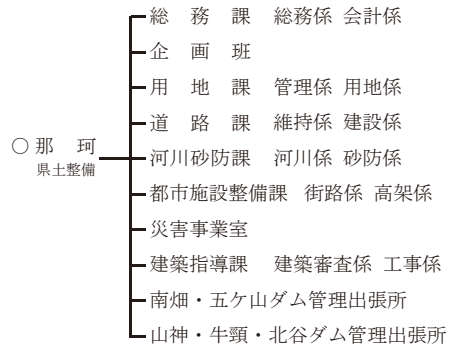 総務課 総務係 会計係
企画班
用地課 管理係 用地係
道路課 維持係 建設係
○那珂
県土整備
河川砂防課 河川係 砂防係
都市施設整備課 街路係 高架係
災害事業室
建築指導課 建築審査係 工事係
南畑・五ケ山ダム管理出張所
山神・牛頸・北谷ダム管理出張所